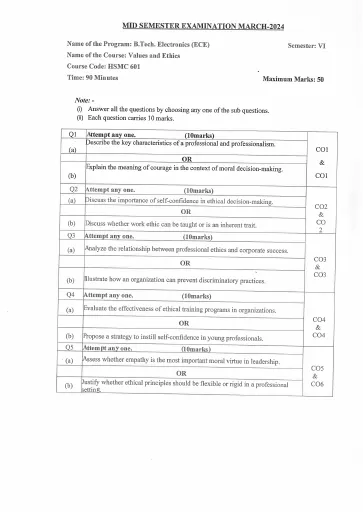 MID SEMESTER EXAMINATION MARCH-2024
Name of the Program: B.Tech. Electronics (ECE) Semester: VI
Name of the Course: Values and Ethics
Course Code: HSMC 601
Time: 90 Minutes Maximum Marks: 50
Note: -
(i) Answer all the questions by choosing any one of the sub questions.
(ii) Each question carries 10 marks.
Q1 Attempt any one. (10marks)
(a) Describe the key characteristics of a professional and professionalism. CO1
OR &
(b) Explain the meaning of courage in the context of moral decision-making. CO1
Q2 Attempt any one. (10marks)
(a) Discuss the importance of self-confidence in ethical decision-making. CO2
OR &
(b) Discuss whether work ethic can be taught or is an inherent trait. CO
2
Q3 Attempt any one. (10marks)
(a) Analyze the relationship between professional ethics and corporate success. CO3
OR &
(b) Illustrate how an organization can prevent discriminatory practices. CO3
Q4 Attempt any one. (10marks)
(a) Evaluate the effectiveness of ethical training programs in organizations. CO4
OR &
(b) Propose a strategy to instill self-confidence in young professionals. CO4
Q5 Attempt any one. (10marks)
(a) Assess whether empathy is the most important moral virtue in leadership. CO5
OR &
(b) Justify whether ethical principles should be flexible or rigid in a professional CO6
setting.